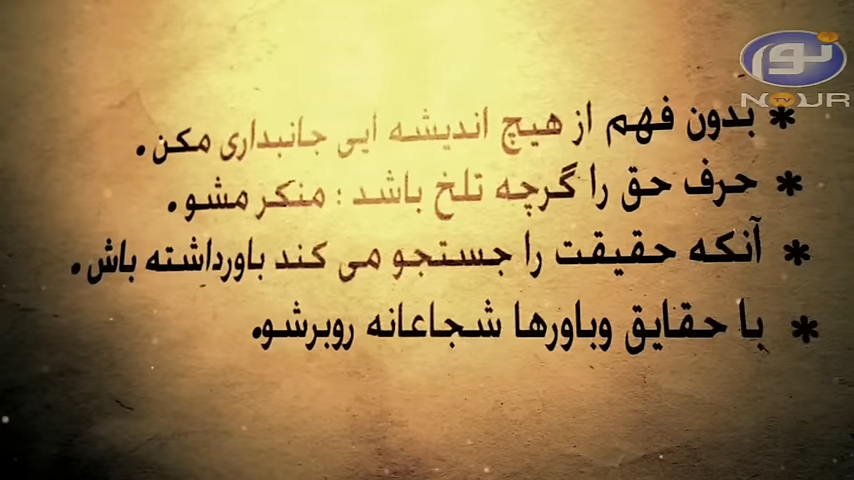 نور
NOUR
TV
* بدون فهم از هیچ اندیشه ایی جانبداری مکن.
* حرف حق را گرچه تلخ باشد ؛ منکر مشو.
* آنکه حقیقت را جستجو می کند باورداشته باش.
* با حقایق وباورها شجاعانه روبرشو.